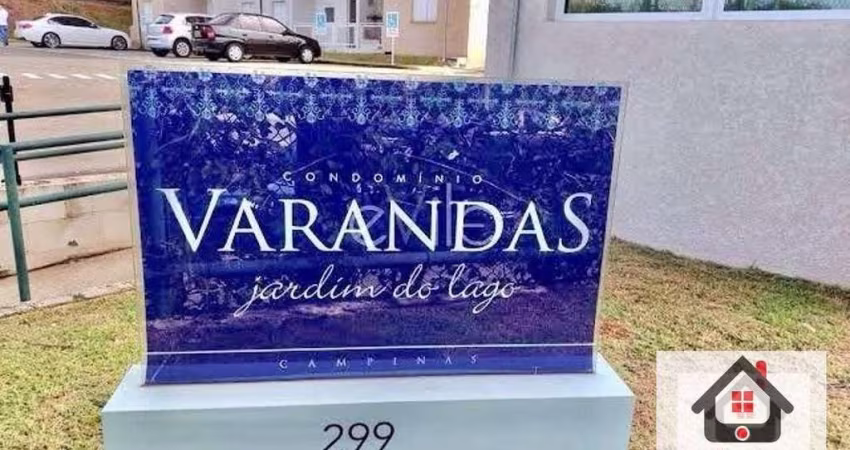 CONDOMÍNIO
VARANDAS
jardim do lago
CAMPINAS
299